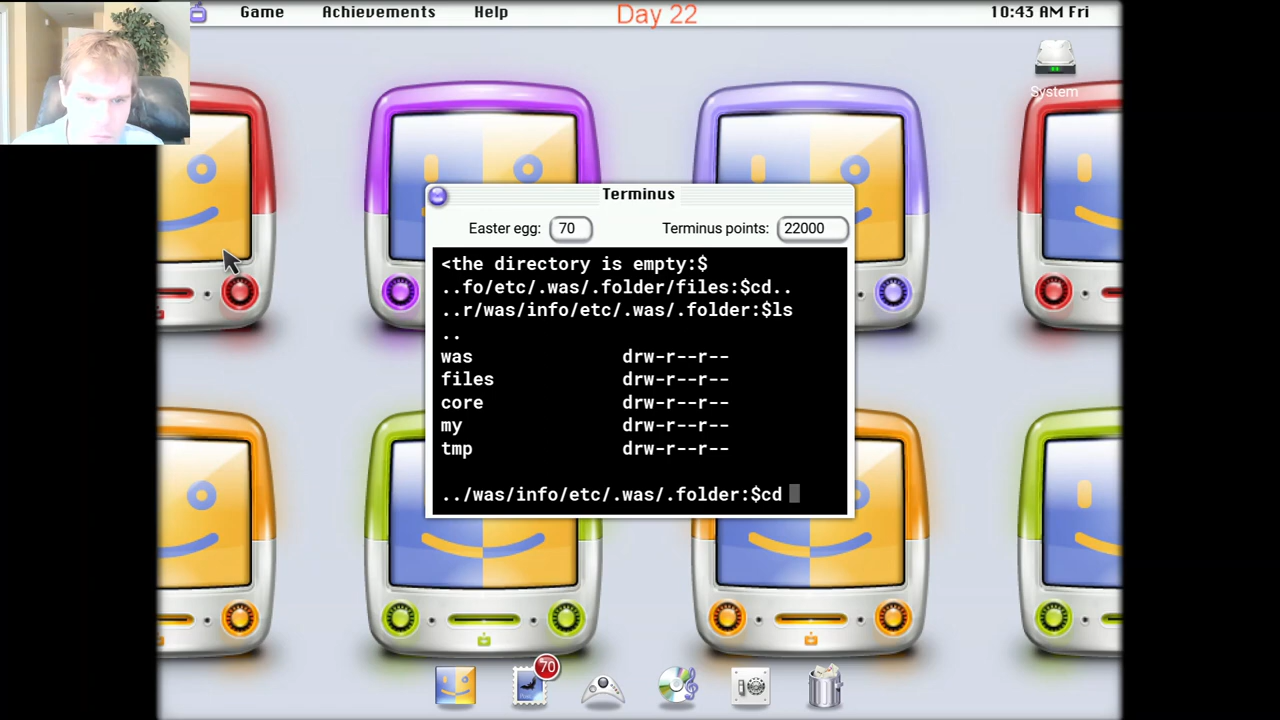 Game Achievements Help Day 22 10:43 AM Fri
System
Terminus
Easter egg: 70 Terminus points: 22000
<the directory is empty:$
..fo/etc/.was/.folder/files:$cd..
..r/was/info/etc/.was/.folder:$ls
..
was drw-r--r--
files drw-r--r--
core drw-r--r--
my drw-r--r--
tmp drw-r--r--
../was/info/etc/.was/.folder:$cd
70